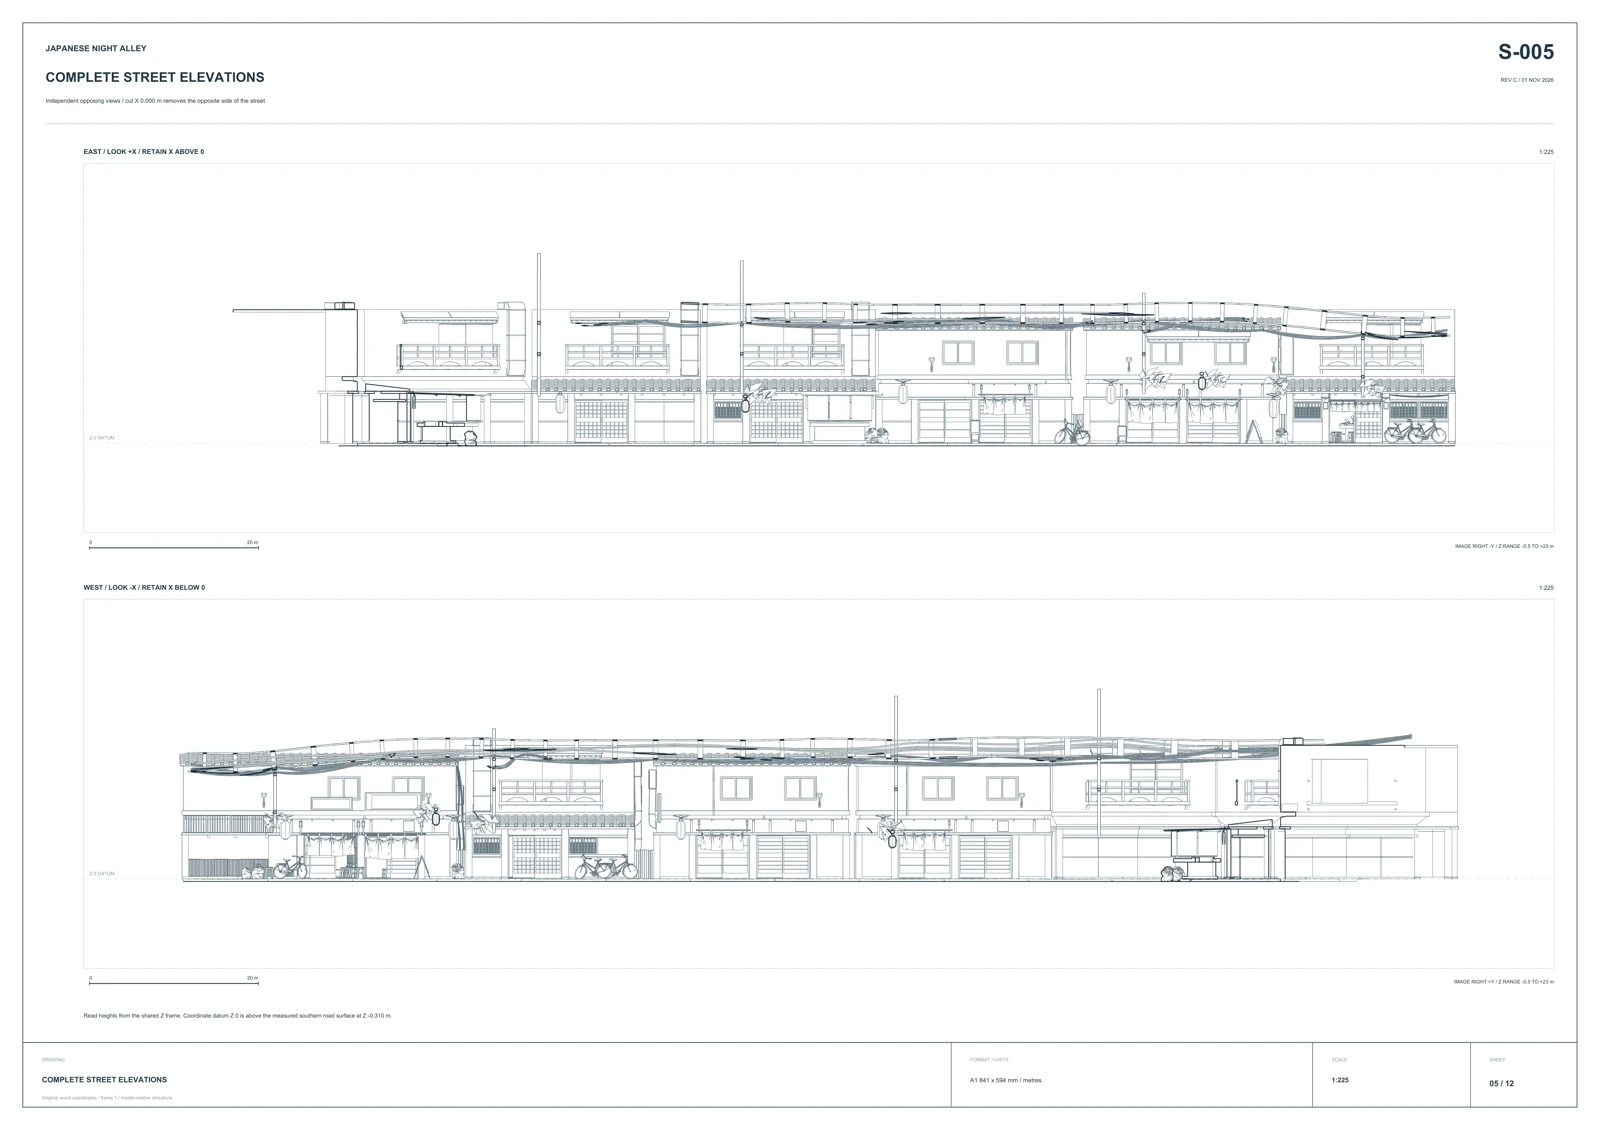 JAPANESE NIGHT ALLEY
S-005
COMPLETE STREET ELEVATIONS
REV C / 01 NOV 2026
Independent opposing views / cut X 0.000 m removes the opposite side of the street
EAST / LOOK +X / RETAIN X ABOVE 0
1:225
Z 0 DATUM
0 20 m
IMAGE RIGHT -Y / Z RANGE -0.5 TO +23 m
WEST / LOOK -X / RETAIN X BELOW 0
1:225
Z 0 DATUM
0 20 m
IMAGE RIGHT +Y / Z RANGE -0.5 TO +23 m
Read heights from the shared Z frame. Coordinate datum Z 0 is above the measured southern road surface at Z -0.310 m.
DRAWING
COMPLETE STREET ELEVATIONS
Original world coordinates / frame 1 / model-relative directions
FORMAT / UNITS
A1 841 x 594 mm / metres
SCALE
1:225
SHEET
05 / 12